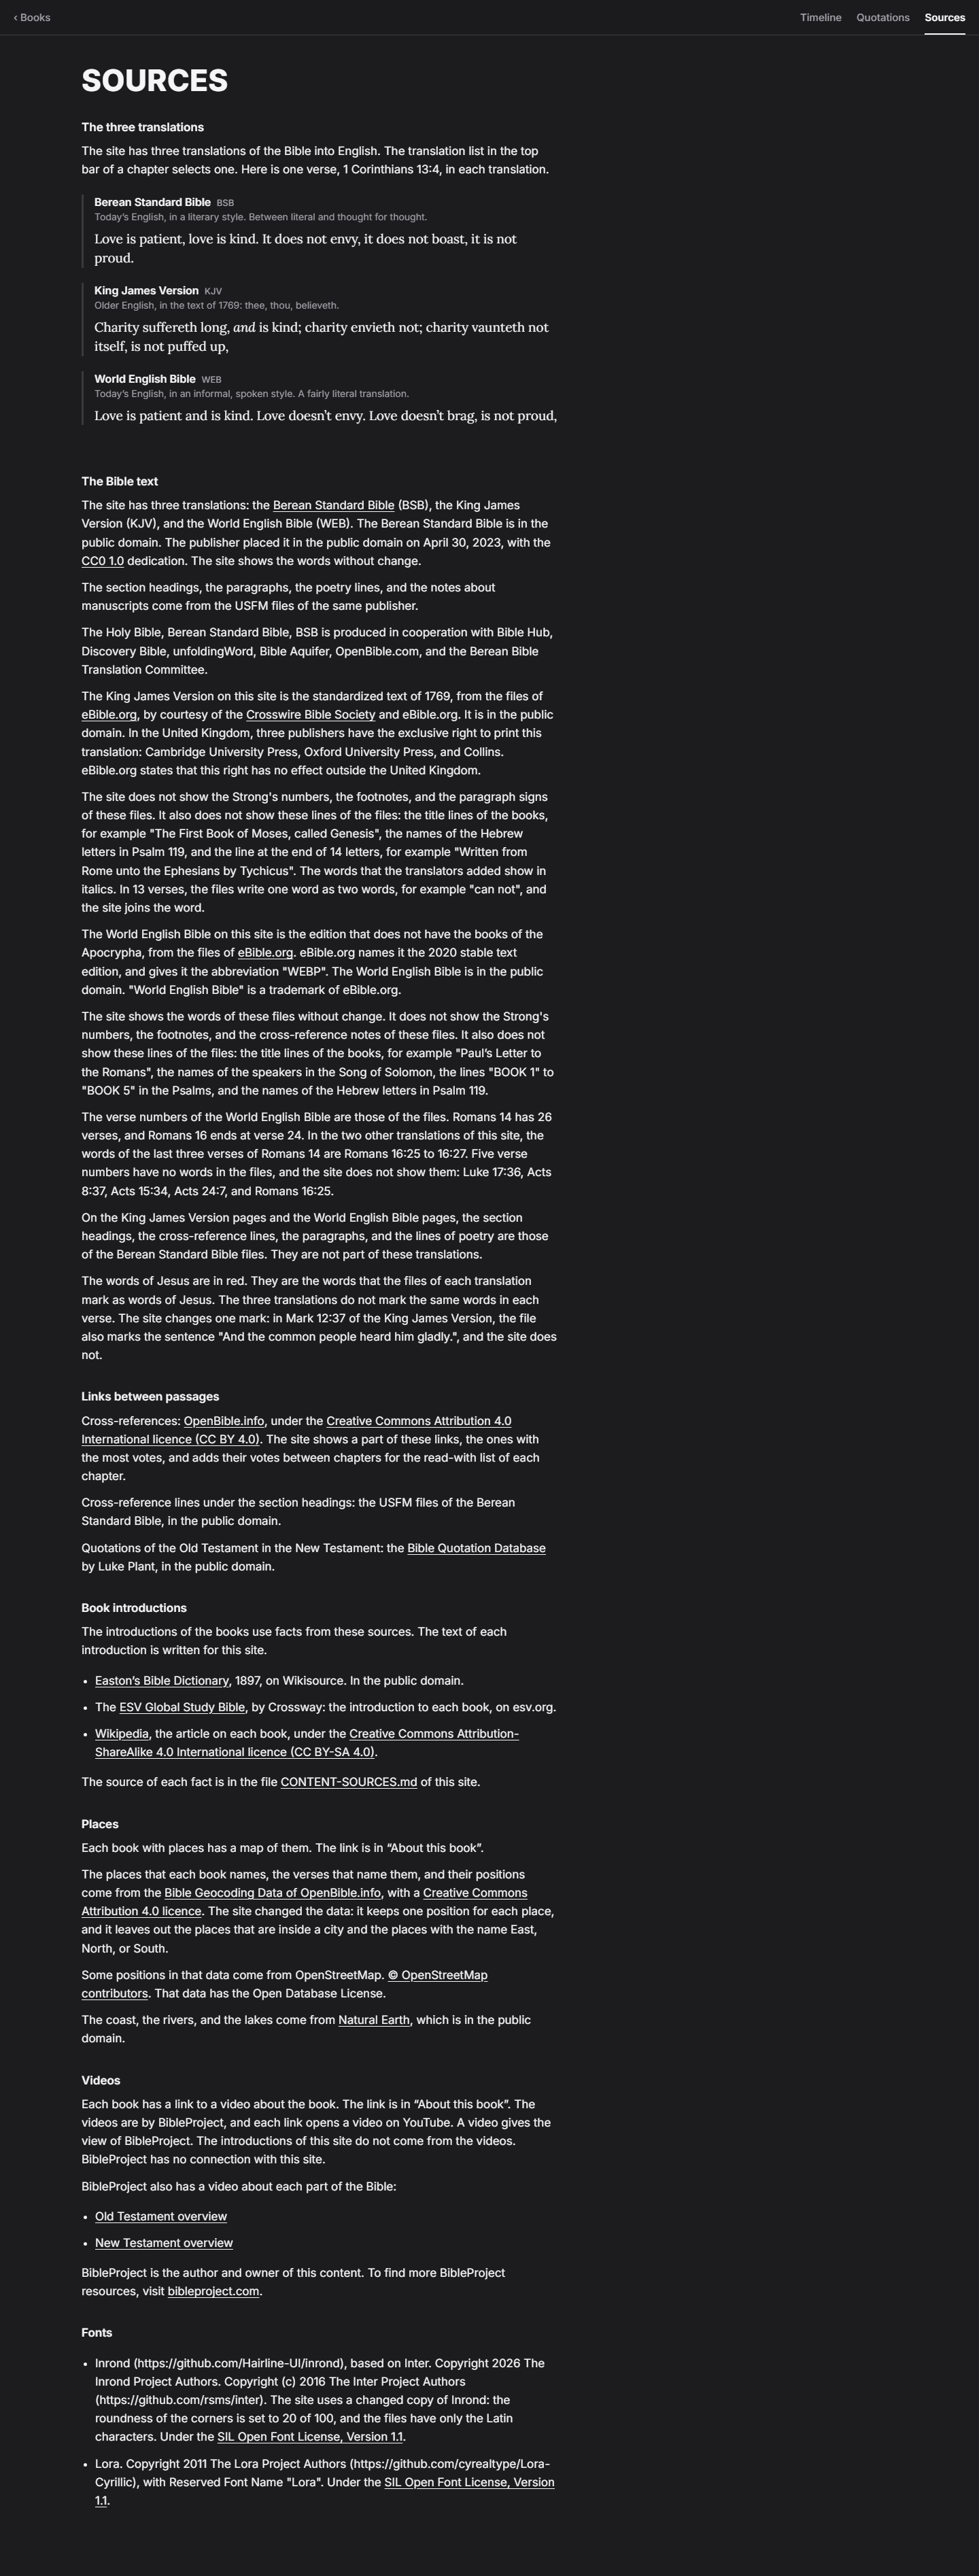 ‹ Books
Timeline
Quotations
Sources
SOURCES
The three translations
The site has three translations of the Bible into English. The translation list in the top
bar of a chapter selects one. Here is one verse, 1 Corinthians 13:4, in each translation.
Berean Standard Bible BSB
Today’s English, in a literary style. Between literal and thought for thought.
Love is patient, love is kind. It does not envy, it does not boast, it is not
proud.
King James Version KJV
Older English, in the text of 1769: thee, thou, believeth.
Charity suffereth long, and is kind; charity envieth not; charity vaunteth not
itself, is not puffed up,
World English Bible WEB
Today’s English, in an informal, spoken style. A fairly literal translation.
Love is patient and is kind. Love doesn’t envy. Love doesn’t brag, is not proud,
The Bible text
The site has three translations: the Berean Standard Bible (BSB), the King James
Version (KJV), and the World English Bible (WEB). The Berean Standard Bible is in the
public domain. The publisher placed it in the public domain on April 30, 2023, with the
CC0 1.0 dedication. The site shows the words without change.
The section headings, the paragraphs, the poetry lines, and the notes about
manuscripts come from the USFM files of the same publisher.
The Holy Bible, Berean Standard Bible, BSB is produced in cooperation with Bible Hub,
Discovery Bible, unfoldingWord, Bible Aquifer, OpenBible.com, and the Berean Bible
Translation Committee.
The King James Version on this site is the standardized text of 1769, from the files of
eBible.org, by courtesy of the Crosswire Bible Society and eBible.org. It is in the public
domain. In the United Kingdom, three publishers have the exclusive right to print this
translation: Cambridge University Press, Oxford University Press, and Collins.
eBible.org states that this right has no effect outside the United Kingdom.
The site does not show the Strong's numbers, the footnotes, and the paragraph signs
of these files. It also does not show these lines of the files: the title lines of the books,
for example "The First Book of Moses, called Genesis", the names of the Hebrew
letters in Psalm 119, and the line at the end of 14 letters, for example "Written from
Rome unto the Ephesians by Tychicus". The words that the translators added show in
italics. In 13 verses, the files write one word as two words, for example "can not", and
the site joins the word.
The World English Bible on this site is the edition that does not have the books of the
Apocrypha, from the files of eBible.org. eBible.org names it the 2020 stable text
edition, and gives it the abbreviation "WEBP". The World English Bible is in the public
domain. "World English Bible" is a trademark of eBible.org.
The site shows the words of these files without change. It does not show the Strong's
numbers, the footnotes, and the cross-reference notes of these files. It also does not
show these lines of the files: the title lines of the books, for example "Paul’s Letter to
the Romans", the names of the speakers in the Song of Solomon, the lines "BOOK 1" to
"BOOK 5" in the Psalms, and the names of the Hebrew letters in Psalm 119.
The verse numbers of the World English Bible are those of the files. Romans 14 has 26
verses, and Romans 16 ends at verse 24. In the two other translations of this site, the
words of the last three verses of Romans 14 are Romans 16:25 to 16:27. Five verse
numbers have no words in the files, and the site does not show them: Luke 17:36, Acts
8:37, Acts 15:34, Acts 24:7, and Romans 16:25.
On the King James Version pages and the World English Bible pages, the section
headings, the cross-reference lines, the paragraphs, and the lines of poetry are those
of the Berean Standard Bible files. They are not part of these translations.
The words of Jesus are in red. They are the words that the files of each translation
mark as words of Jesus. The three translations do not mark the same words in each
verse. The site changes one mark: in Mark 12:37 of the King James Version, the file
also marks the sentence "And the common people heard him gladly.", and the site does
not.
Links between passages
Cross-references: OpenBible.info, under the Creative Commons Attribution 4.0
International licence (CC BY 4.0). The site shows a part of these links, the ones with
the most votes, and adds their votes between chapters for the read-with list of each
chapter.
Cross-reference lines under the section headings: the USFM files of the Berean
Standard Bible, in the public domain.
Quotations of the Old Testament in the New Testament: the Bible Quotation Database
by Luke Plant, in the public domain.
Book introductions
The introductions of the books use facts from these sources. The text of each
introduction is written for this site.
• Easton’s Bible Dictionary, 1897, on Wikisource. In the public domain.
• The ESV Global Study Bible, by Crossway: the introduction to each book, on esv.org.
• Wikipedia, the article on each book, under the Creative Commons Attribution-
ShareAlike 4.0 International licence (CC BY-SA 4.0).
The source of each fact is in the file CONTENT-SOURCES.md of this site.
Places
Each book with places has a map of them. The link is in “About this book”.
The places that each book names, the verses that name them, and their positions
come from the Bible Geocoding Data of OpenBible.info, with a Creative Commons
Attribution 4.0 licence. The site changed the data: it keeps one position for each place,
and it leaves out the places that are inside a city and the places with the name East,
North, or South.
Some positions in that data come from OpenStreetMap. © OpenStreetMap
contributors. That data has the Open Database License.
The coast, the rivers, and the lakes come from Natural Earth, which is in the public
domain.
Videos
Each book has a link to a video about the book. The link is in “About this book”. The
videos are by BibleProject, and each link opens a video on YouTube. A video gives the
view of BibleProject. The introductions of this site do not come from the videos.
BibleProject has no connection with this site.
BibleProject also has a video about each part of the Bible:
• Old Testament overview
• New Testament overview
BibleProject is the author and owner of this content. To find more BibleProject
resources, visit bibleproject.com.
Fonts
• Inrond (https://github.com/Hairline-UI/inrond), based on Inter. Copyright 2026 The
Inrond Project Authors. Copyright (c) 2016 The Inter Project Authors
(https://github.com/rsms/inter). The site uses a changed copy of Inrond: the
roundness of the corners is set to 20 of 100, and the files have only the Latin
characters. Under the SIL Open Font License, Version 1.1.
• Lora. Copyright 2011 The Lora Project Authors (https://github.com/cyrealtype/Lora-
Cyrillic), with Reserved Font Name "Lora". Under the SIL Open Font License, Version
1.1.